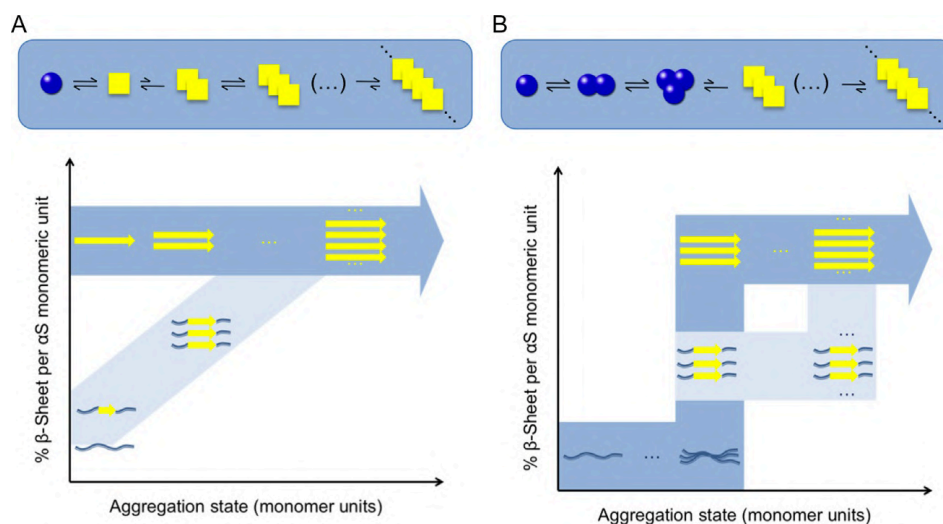 A
B
(...)
(...)
% β-Sheet per αS monomeric unit
Aggregation state (monomer units)
% β-Sheet per αS monomeric unit
Aggregation state (monomer units)